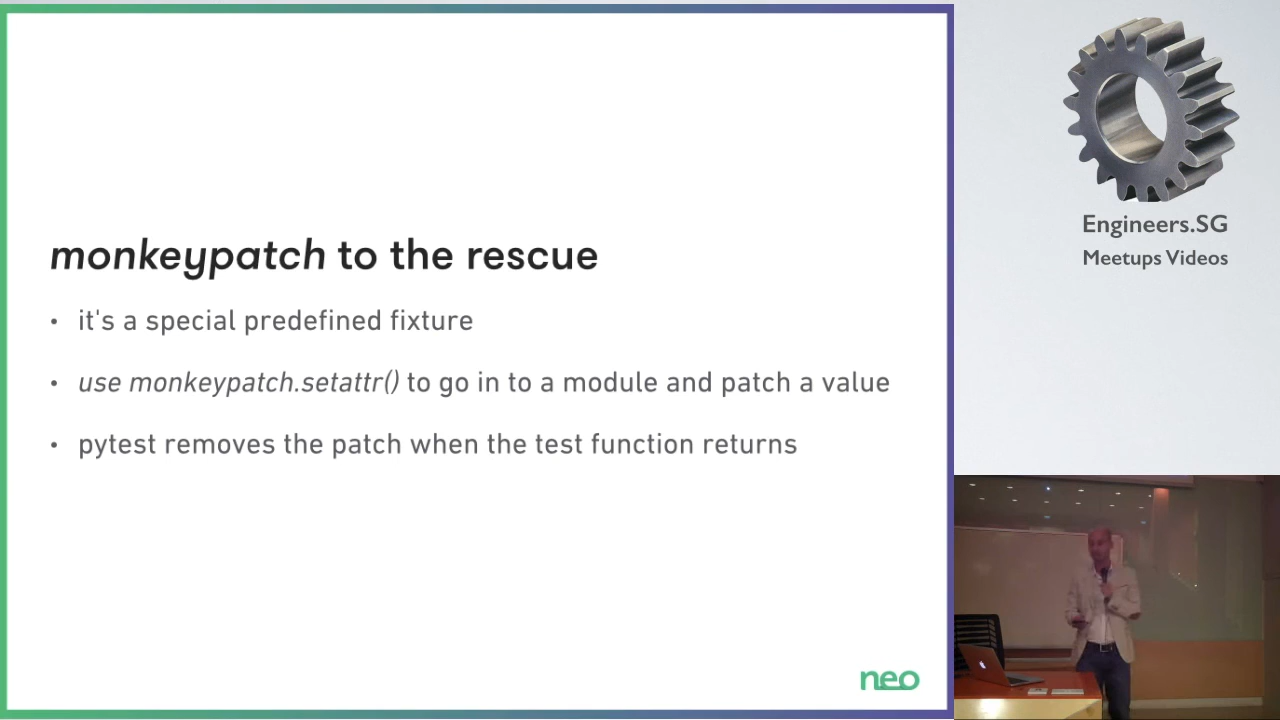 monkeypatch to the rescue
• it's a special predefined fixture
• use monkeypatch.setattr() to go in to a module and patch a value
• pytest removes the patch when the test function returns
neo
Engineers.SG
Meetups Videos